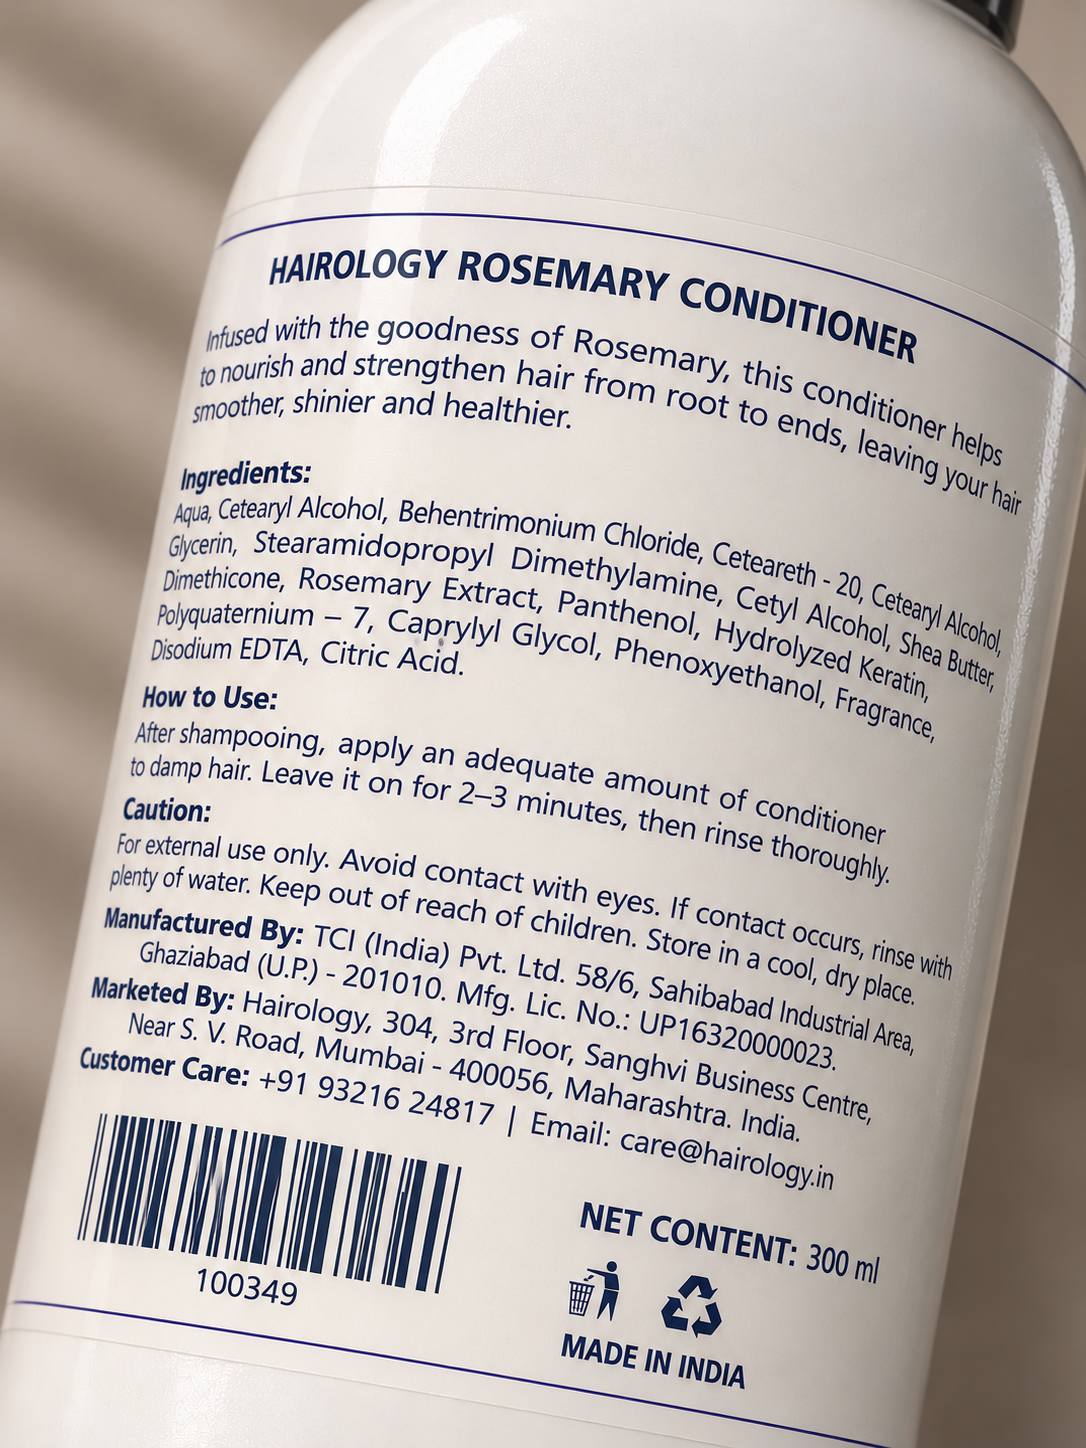 HAIROLOGY ROSEMARY CONDITIONER
Infused with the goodness of Rosemary, this conditioner helps
to nourish and strengthen hair from root to ends, leaving your hair
smoother, shinier and healthier.
Ingredients:
Aqua, Cetearyl Alcohol, Behentrimonium Chloride, Ceteareth - 20, Cetearyl Alcohol,
Glycerin, Stearamidopropyl Dimethylamine, Cetyl Alcohol, Shea Butter,
Dimethicone, Rosemary Extract, Panthenol, Hydrolyzed Keratin,
Polyquaternium – 7, Caprylyl Glycol, Phenoxyethanol, Fragrance,
Disodium EDTA, Citric Acid.
How to Use:
After shampooing, apply an adequate amount of conditioner
to damp hair. Leave it on for 2–3 minutes, then rinse thoroughly.
Caution:
For external use only. Avoid contact with eyes. If contact occurs, rinse with
plenty of water. Keep out of reach of children. Store in a cool, dry place.
Manufactured By: TCI (India) Pvt. Ltd. 58/6, Sahibabad Industrial Area,
Ghaziabad (U.P.) - 201010. Mfg. Lic. No.: UP16320000023.
Marketed By: Hairology, 304, 3rd Floor, Sanghvi Business Centre,
Near S. V. Road, Mumbai - 400056, Maharashtra. India.
Customer Care: +91 93216 24817 | Email: care@hairology.in
100349
NET CONTENT: 300 ml
MADE IN INDIA